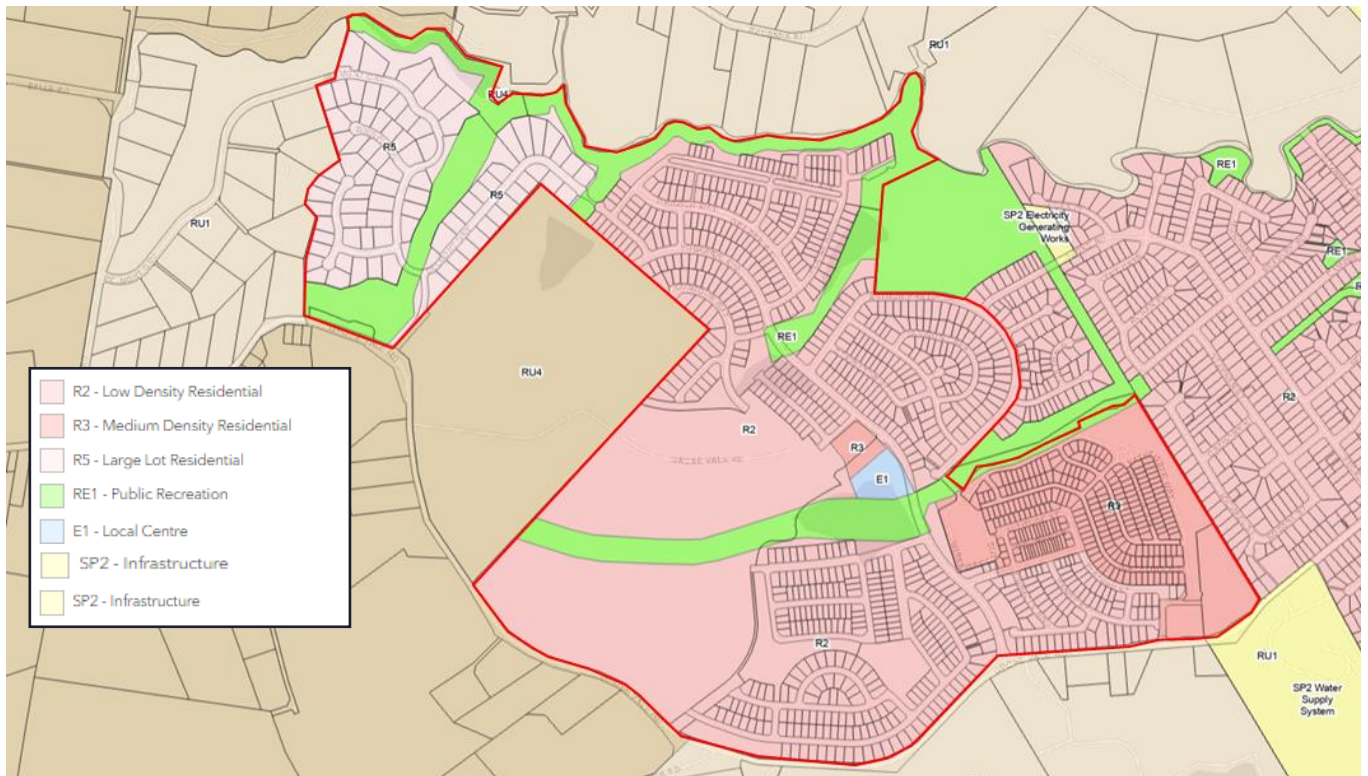 RU1
RU4
R5
R5
RU1
RE1
SP2 Electricity
Generating
Works
RE1
RE1
RU4
R2
R2
R3
E1
R3
R2
RU1
SP2 Water
Supply
System
R2 - Low Density Residential
R3 - Medium Density Residential
R5 - Large Lot Residential
RE1 - Public Recreation
E1 - Local Centre
SP2 - Infrastructure
SP2 - Infrastructure